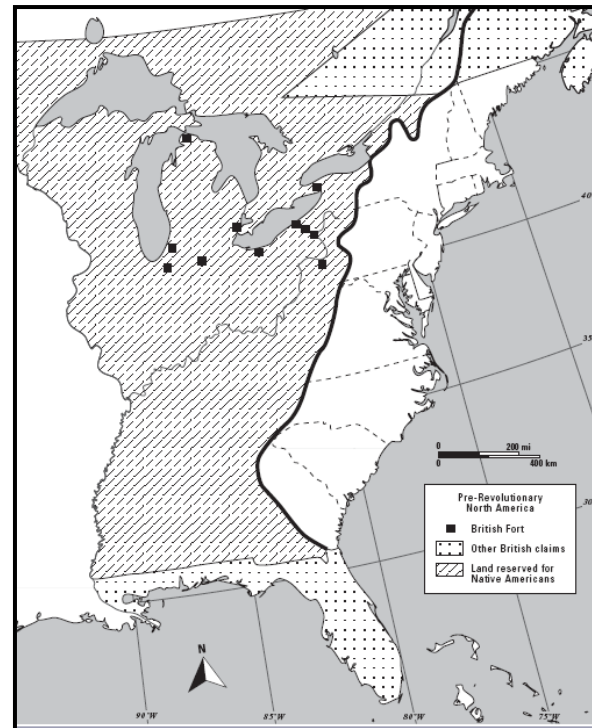 40
35
0 200 mi
0 400 km
30
Pre-Revolutionary
North America
British Fort
Other British claims
Land reserved for
Native Americans
N
90°W
85°W
80°W
75°W